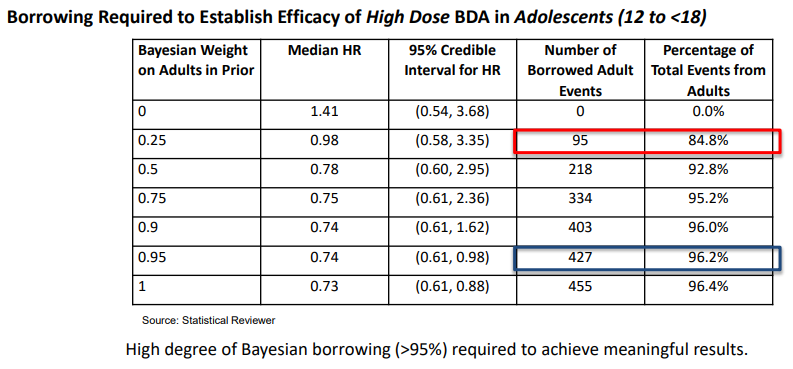 Borrowing Required to Establish Efficacy of High Dose BDA in Adolescents (12 to <18)
Bayesian Weight on Adults in Prior | Median HR | 95% Credible Interval for HR | Number of Borrowed Adult Events | Percentage of Total Events from Adults
0 | 1.41 | (0.54, 3.68) | 0 | 0.0%
0.25 | 0.98 | (0.58, 3.35) | 95 | 84.8%
0.5 | 0.78 | (0.60, 2.95) | 218 | 92.8%
0.75 | 0.75 | (0.61, 2.36) | 334 | 95.2%
0.9 | 0.74 | (0.61, 1.62) | 403 | 96.0%
0.95 | 0.74 | (0.61, 0.98) | 427 | 96.2%
1 | 0.73 | (0.61, 0.88) | 455 | 96.4%
Source: Statistical Reviewer
High degree of Bayesian borrowing (>95%) required to achieve meaningful results.